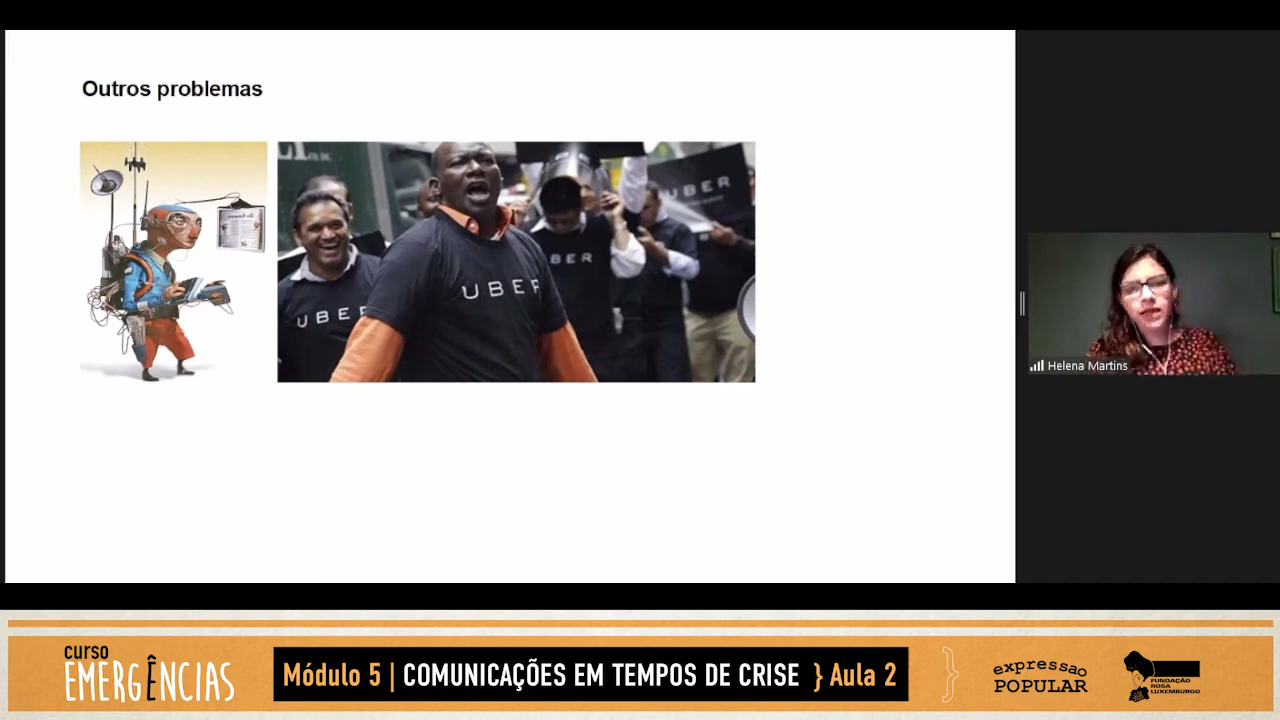 Outros problemas
UBER
UBER
UBER
UBER
Helena Martins
curso
EMERGÊNCIAS
Módulo 5 | COMUNICAÇÕES EM TEMPOS DE CRISE } Aula 2
expressao
POPULAR
FUNDAÇÃO
ROSA
LUXEMBURGO